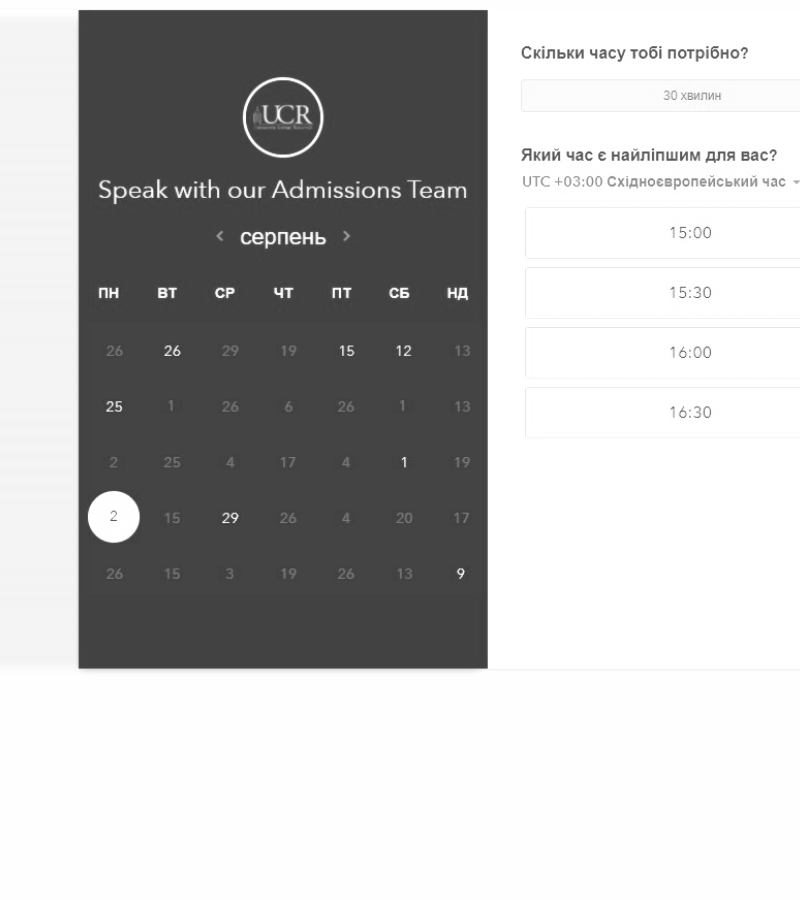 UCR
Speak with our Admissions Team
серпень
ПН ВТ СР ЧТ ПТ СБ НД
26 26 29 19 15 12 13
25 1 26 6 26 1 13
2 25 4 17 4 1 19
2 15 29 26 4 20 17
26 15 3 19 26 13 9
Скільки часу тобі потрібно?
30 хвилин
Який час є найліпшим для вас?
UTC +03:00 Східноєвропейський час
15:00
15:30
16:00
16:30